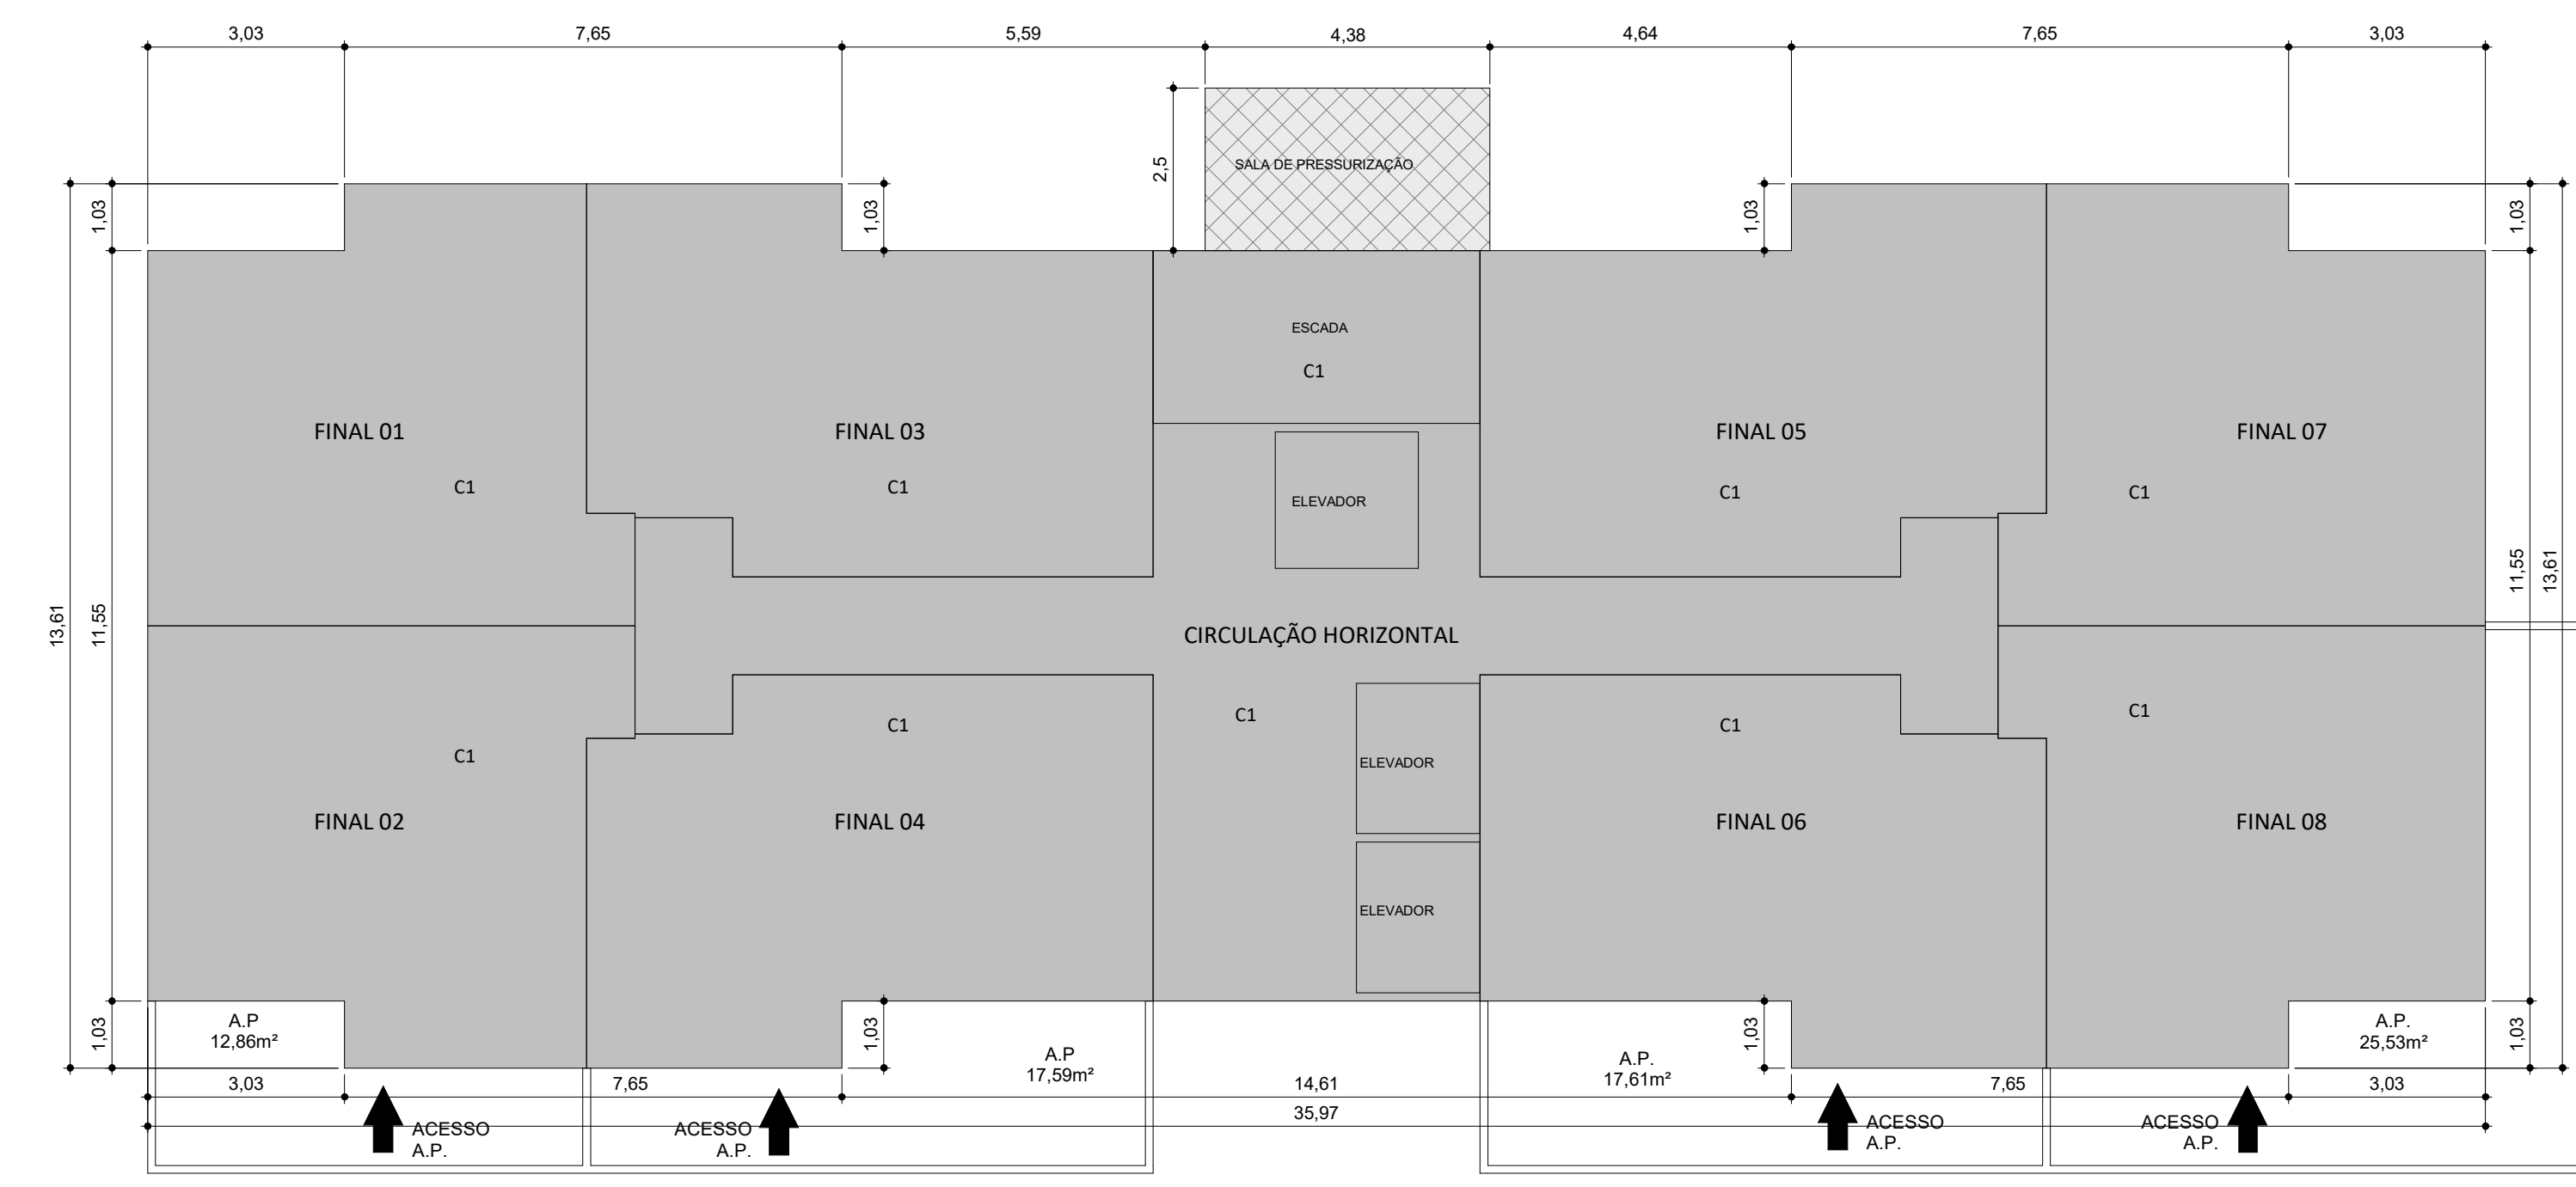 3,03
7,65
5,59
4,38
4,64
7,65
3,03
2,5
SALA DE PRESSURIZAÇÃO
1,03
1,03
1,03
1,03
ESCADA
C1
FINAL 01
FINAL 03
FINAL 05
FINAL 07
C1
C1
ELEVADOR
C1
C1
13,61
11,55
CIRCULAÇÃO HORIZONTAL
11,55
13,61
C1
C1
C1
C1
C1
ELEVADOR
FINAL 02
FINAL 04
FINAL 06
FINAL 08
ELEVADOR
1,03
A.P
12,86m²
1,03
A.P
17,59m²
A.P.
17,61m²
1,03
A.P.
25,53m²
1,03
3,03
7,65
14,61
7,65
3,03
35,97
ACESSO
A.P.
ACESSO
A.P.
ACESSO
A.P.
ACESSO
A.P.